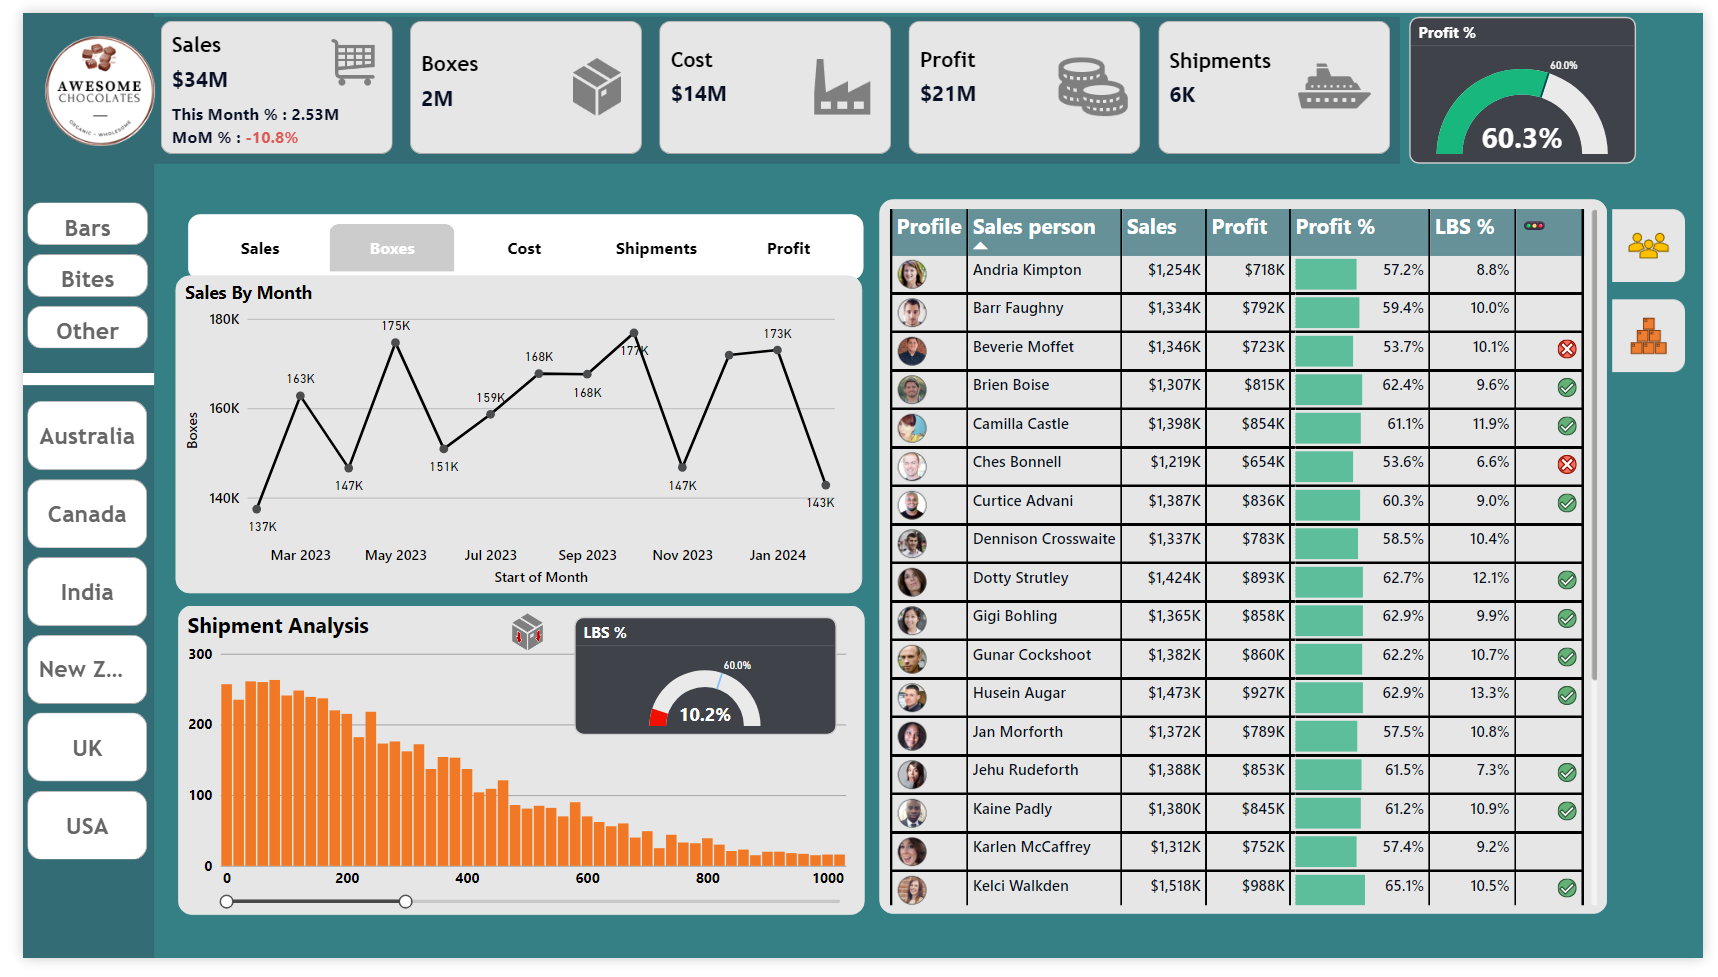 AWESOME
CHOCOLATES
ORGANIC - WHOLESOME
Sales
$34M
This Month % : 2.53M
MoM % : -10.8%
Boxes
2M
Cost
$14M
Profit
$21M
Shipments
6K
Profit %
60.0%
60.3%
Bars
Bites
Other
Australia
Canada
India
New Z...
UK
USA
Sales Boxes Cost Shipments Profit
Sales By Month
Boxes
180K
160K
140K
137K
163K
147K
175K
151K
159K
168K
168K
177K
147K
173K
143K
Mar 2023 May 2023 Jul 2023 Sep 2023 Nov 2023 Jan 2024
Start of Month
Shipment Analysis
LBS %
60.0%
10.2%
300
200
100
0
0 200 400 600 800 1000
Profile Sales person Sales Profit Profit % LBS %
Andria Kimpton $1,254K $718K 57.2% 8.8%
Barr Faughny $1,334K $792K 59.4% 10.0%
Beverie Moffet $1,346K $723K 53.7% 10.1%
Brien Boise $1,307K $815K 62.4% 9.6%
Camilla Castle $1,398K $854K 61.1% 11.9%
Ches Bonnell $1,219K $654K 53.6% 6.6%
Curtice Advani $1,387K $836K 60.3% 9.0%
Dennison Crosswaite $1,337K $783K 58.5% 10.4%
Dotty Strutley $1,424K $893K 62.7% 12.1%
Gigi Bohling $1,365K $858K 62.9% 9.9%
Gunar Cockshoot $1,382K $860K 62.2% 10.7%
Husein Augar $1,473K $927K 62.9% 13.3%
Jan Morforth $1,372K $789K 57.5% 10.8%
Jehu Rudeforth $1,388K $853K 61.5% 7.3%
Kaine Padly $1,380K $845K 61.2% 10.9%
Karlen McCaffrey $1,312K $752K 57.4% 9.2%
Kelci Walkden $1,518K $988K 65.1% 10.5%